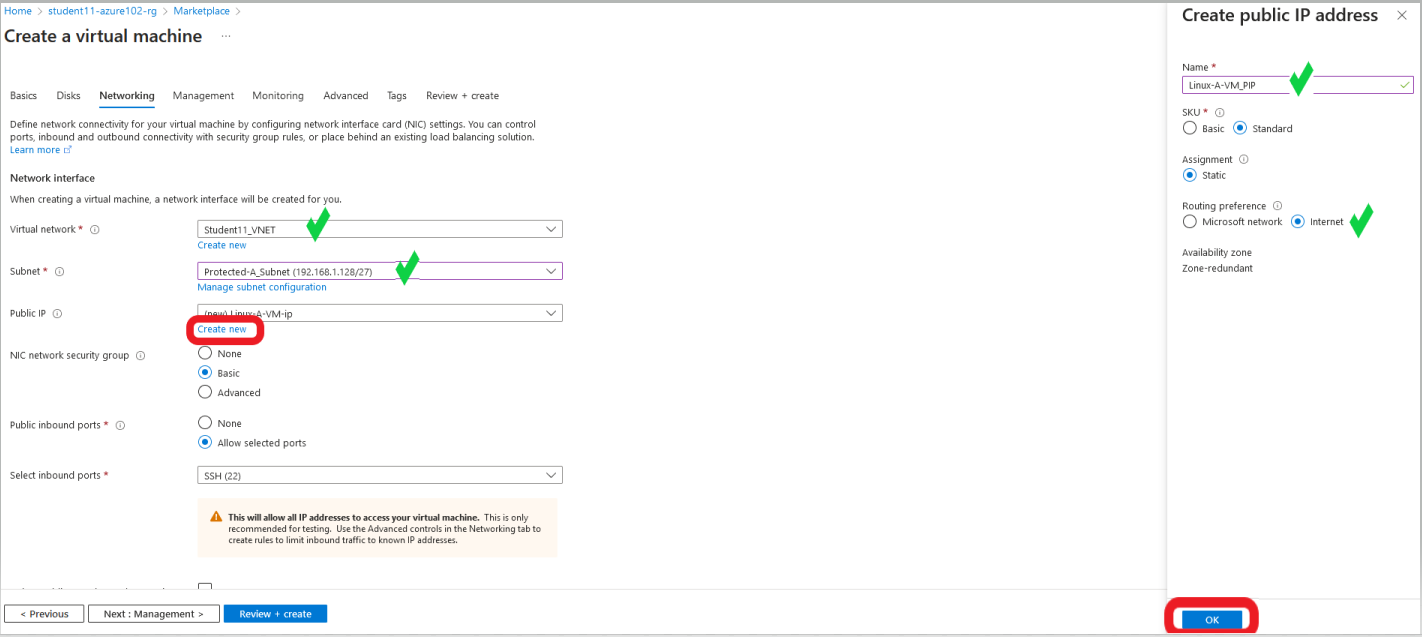 Home > student11-azure102-rg > Marketplace >
Create a virtual machine ...
Basics Disks Networking Management Monitoring Advanced Tags Review + create
Define network connectivity for your virtual machine by configuring network interface card (NIC) settings. You can control
ports, inbound and outbound connectivity with security group rules, or place behind an existing load balancing solution.
Learn more
Network interface
When creating a virtual machine, a network interface will be created for you.
Virtual network *
Student11_VNET
Create new
Subnet *
Protected-A_Subnet (192.168.1.128/27)
Manage subnet configuration
Public IP
(new) Linux-A-VM-ip
Create new
NIC network security group
None
Basic
Advanced
Public inbound ports *
None
Allow selected ports
Select inbound ports *
SSH (22)
This will allow all IP addresses to access your virtual machine. This is only
recommended for testing. Use the Advanced controls in the Networking tab to
create rules to limit inbound traffic to known IP addresses.
< Previous
Next : Management >
Review + create
Create public IP address
Name *
Linux-A-VM_PIP
SKU *
Basic Standard
Assignment
Static
Routing preference
Microsoft network Internet
Availability zone
Zone-redundant
OK